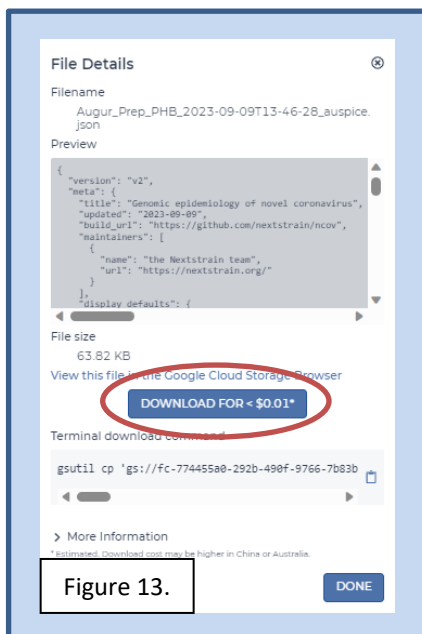 File Details
Filename
Augur_Prep_PHB_2023-09-09T13-46-28_auspice.
json
Preview
{
"version": "v2",
"meta": {
"title": "Genomic epidemiology of novel coronavirus",
"updated": "2023-09-09",
"build_url": "https://github.com/nextstrain/ncov",
"maintainers": [
{
"name": "the Nextstrain team",
"url": "https://nextstrain.org/"
}
],
"display_defaults": {
File size
63.82 KB
View this file in the Google Cloud Storage Browser
DOWNLOAD FOR < $0.01*
Terminal download command
gsutil cp 'gs://fc-774455a0-292b-490f-9766-7b83b
More Information
* Estimated. Download cost may be higher in China or Australia.
Figure 13.
DONE